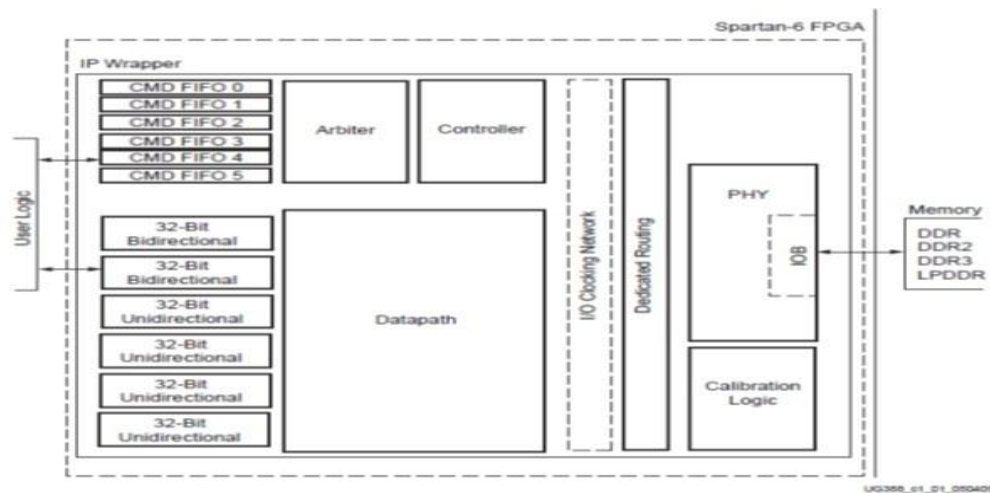 Spartan-6 FPGA
IP Wrapper
CMD FIFO 0
CMD FIFO 1
CMD FIFO 2
CMD FIFO 3
CMD FIFO 4
CMD FIFO 5
Arbiter
Controller
User Logic
32-Bit
Bidirectional
32-Bit
Bidirectional
32-Bit
Unidirectional
32-Bit
Unidirectional
32-Bit
Unidirectional
32-Bit
Unidirectional
Datapath
I/O Clocking Network
Dedicated Routing
PHY
IOB
Calibration
Logic
Memory
DDR
DDR2
DDR3
LPDDR
UG388_c1_01_050409